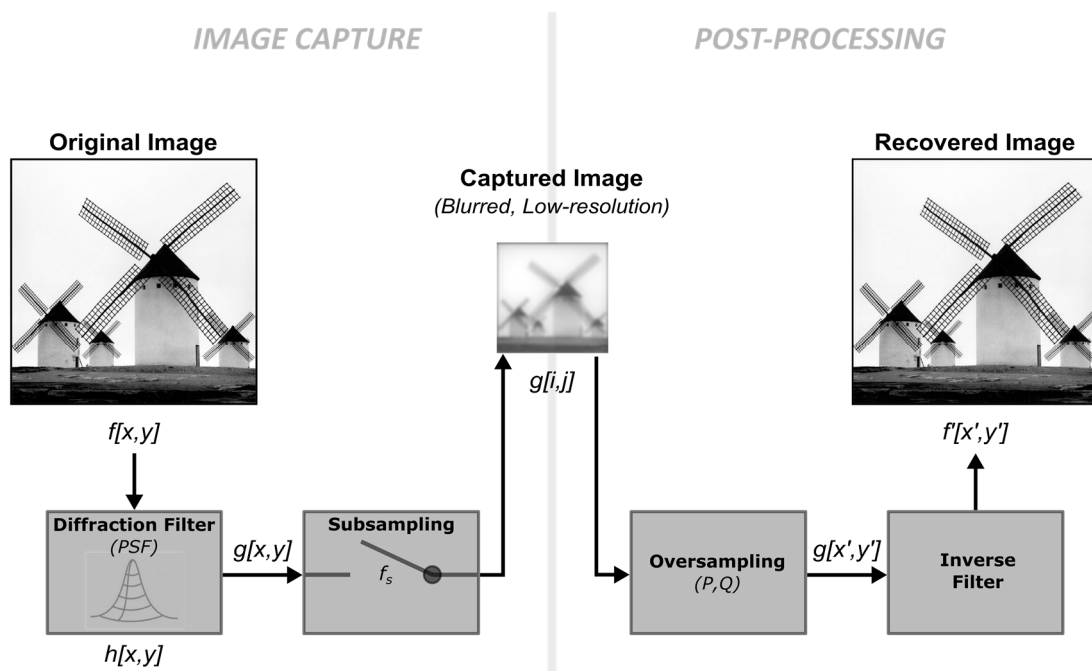 IMAGE CAPTURE
POST-PROCESSING
Original Image
Captured Image
(Blurred, Low-resolution)
Recovered Image
g[i,j]
f[x,y]
f'[x',y']
Diffraction Filter
(PSF)
g[x,y]
Subsampling
fs
Oversampling
(P,Q)
g[x',y']
Inverse
Filter
h[x,y]